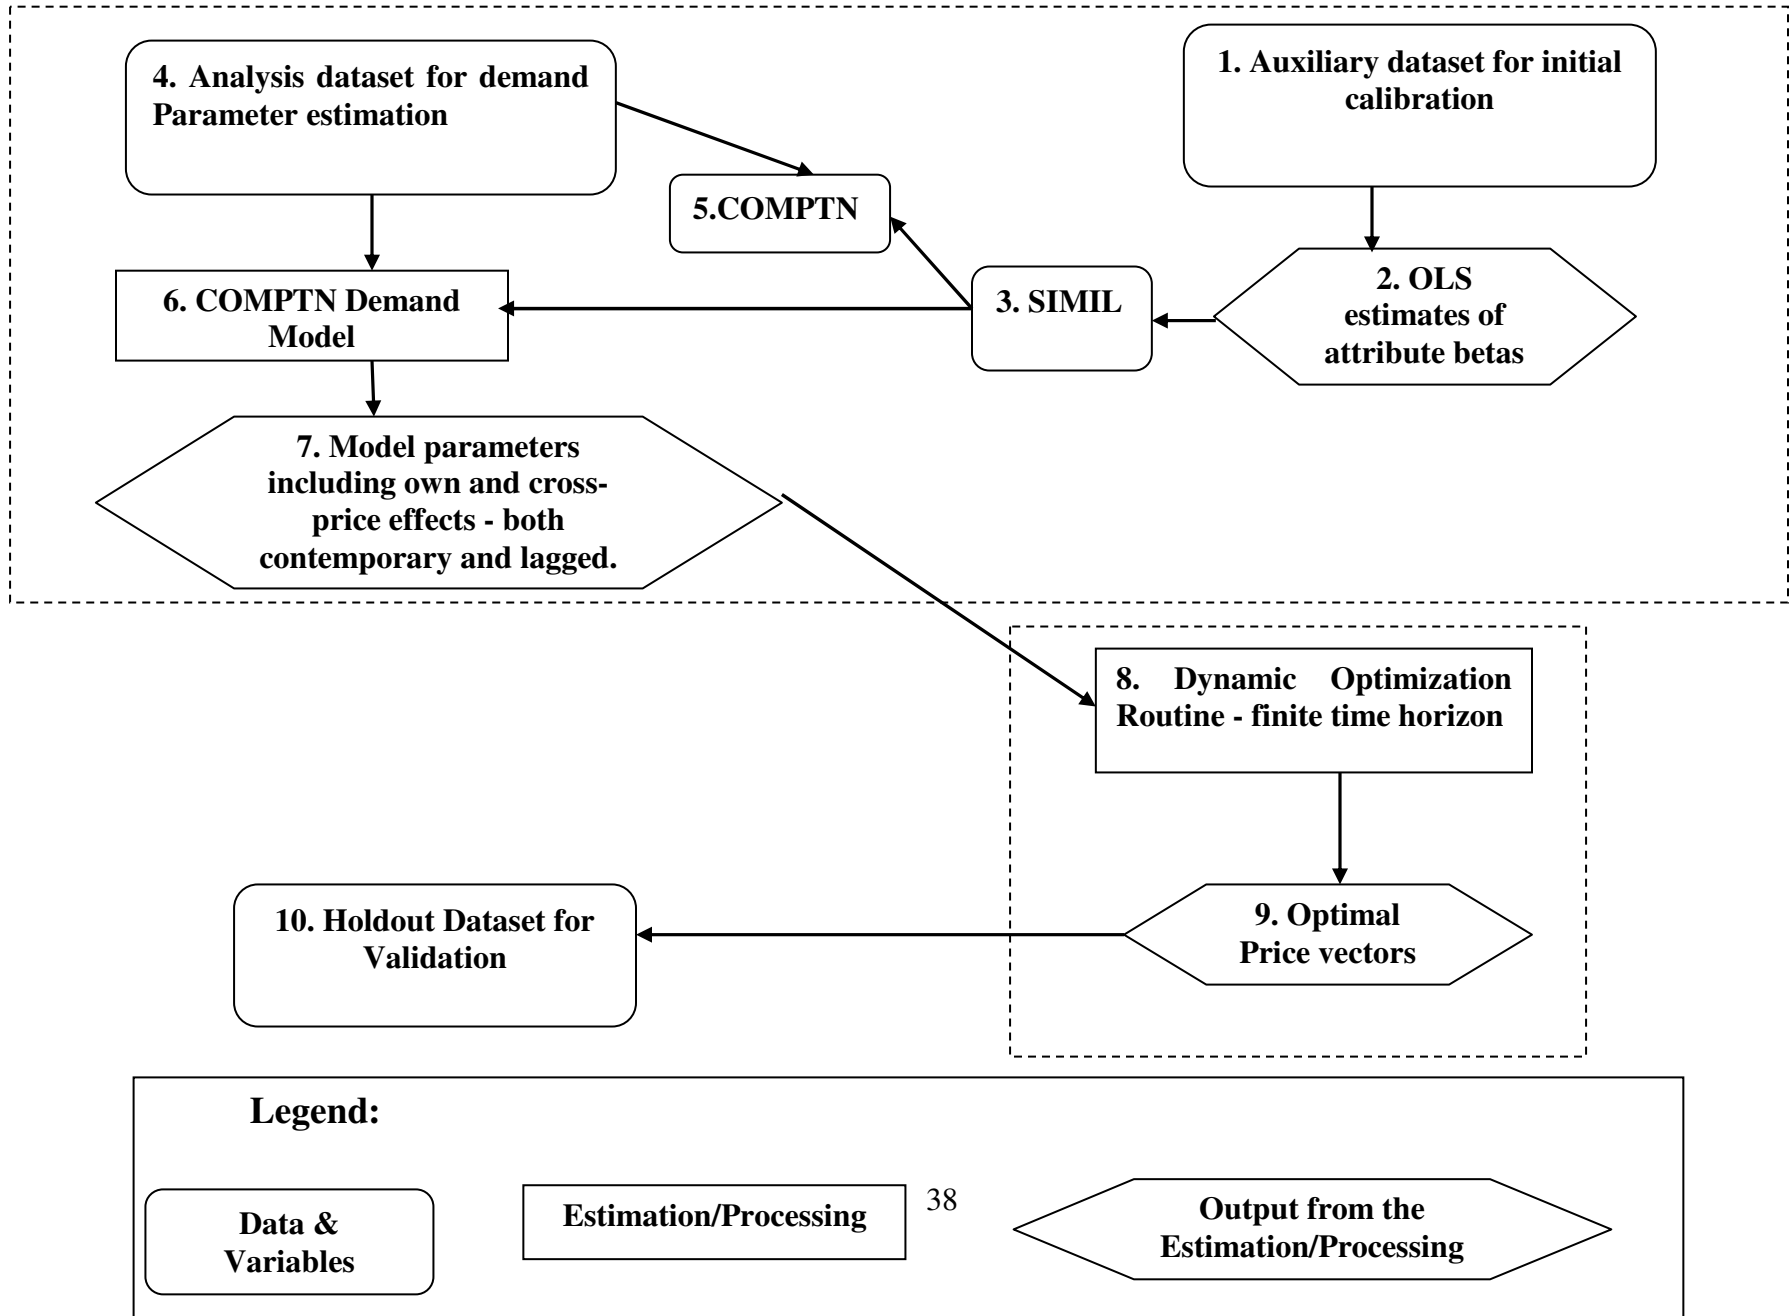 4. Analysis dataset for demand
Parameter estimation
1. Auxiliary dataset for initial
calibration
5.COMPTN
2. OLS
estimates of
attribute betas
3. SIMIL
6. COMPTN Demand
Model
7. Model parameters
including own and cross-
price effects - both
contemporary and lagged.
8. Dynamic Optimization
Routine - finite time horizon
9. Optimal
Price vectors
10. Holdout Dataset for
Validation
Legend:
Data &
Variables
Estimation/Processing
38
Output from the
Estimation/Processing